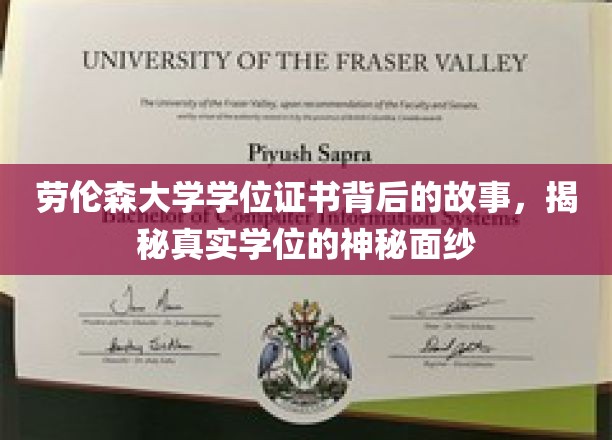 UNIVERSITY OF THE FRASER VALLEY
The University of the Fraser Valley, upon recommendation of the Faculty and Senate,
Piyush Sapra
劳伦森大学学位证书背后的故事，揭
Bachelor of Computer Information Systems
秘真实学位的神秘面纱